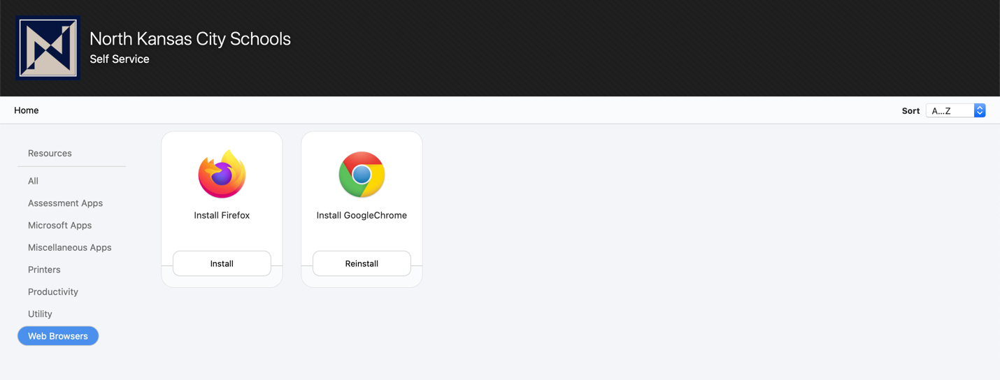 North Kansas City Schools
Self Service
Home
Sort A...Z
Resources
All
Assessment Apps
Microsoft Apps
Miscellaneous Apps
Printers
Productivity
Utility
Web Browsers
Install Firefox
Install
Install GoogleChrome
Reinstall